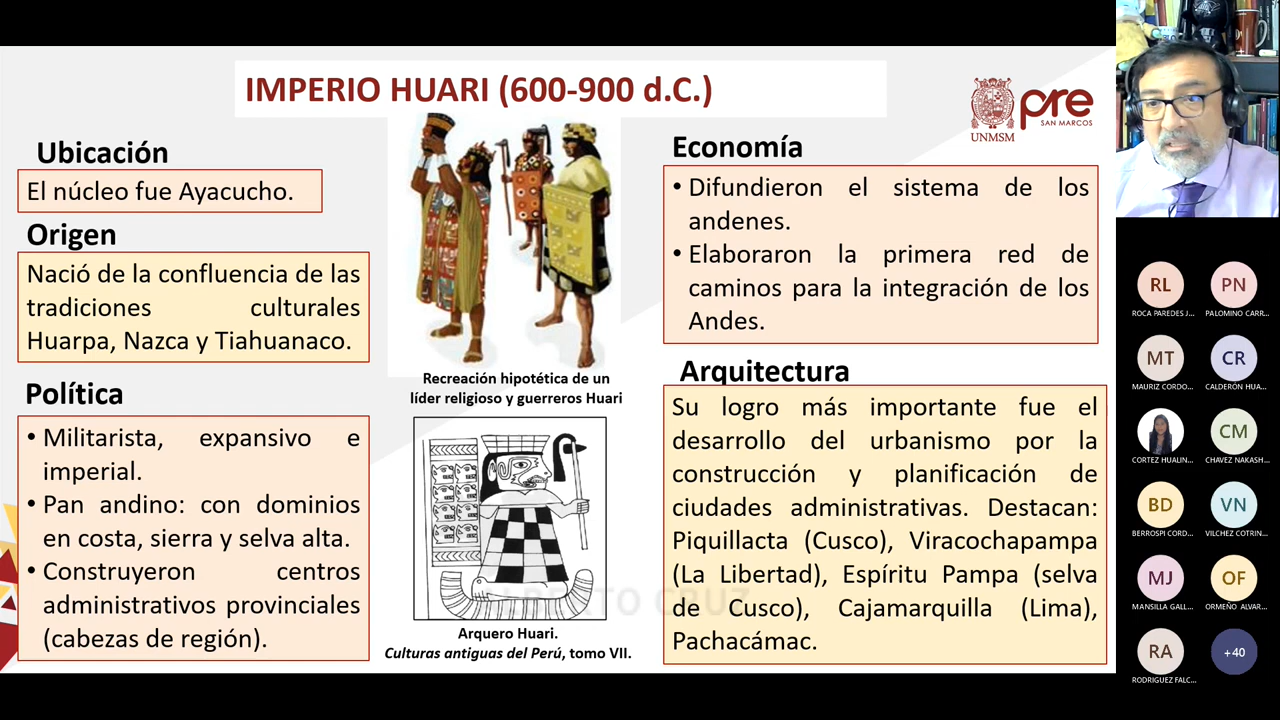 IMPERIO HUARI (600-900 d.C.)
UNMSM
pre
SAN MARCOS
Ubicación
El núcleo fue Ayacucho.
Origen
Nació de la confluencia de las
tradiciones culturales
Huarpa, Nazca y Tiahuanaco.
Política
• Militarista, expansivo e
imperial.
• Pan andino: con dominios
en costa, sierra y selva alta.
• Construyeron centros
administrativos provinciales
(cabezas de región).
Recreación hipotética de un
líder religioso y guerreros Huari
Arquero Huari.
Culturas antiguas del Perú, tomo VII.
Economía
• Difundieron el sistema de los
andenes.
• Elaboraron la primera red de
caminos para la integración de los
Andes.
Arquitectura
Su logro más importante fue el
desarrollo del urbanismo por la
construcción y planificación de
ciudades administrativas. Destacan:
Piquillacta (Cusco), Viracochapampa
(La Libertad), Espíritu Pampa (selva
de Cusco), Cajamarquilla (Lima),
Pachacámac.
CRUZ
RL
ROCA PAREDES J...
PN
PALOMINO CARR...
MT
MAURIZ CORDO...
CR
CALDERÓN HUA...
CORTEZ HUALIN...
CM
CHAVEZ NAKASH...
BD
BERROSPI CORD...
VN
VILCHEZ COTRIN...
MJ
MANSILLA GALL...
OF
ORMEÑO ALVAR...
RA
RODRIGUEZ FALC...
+40